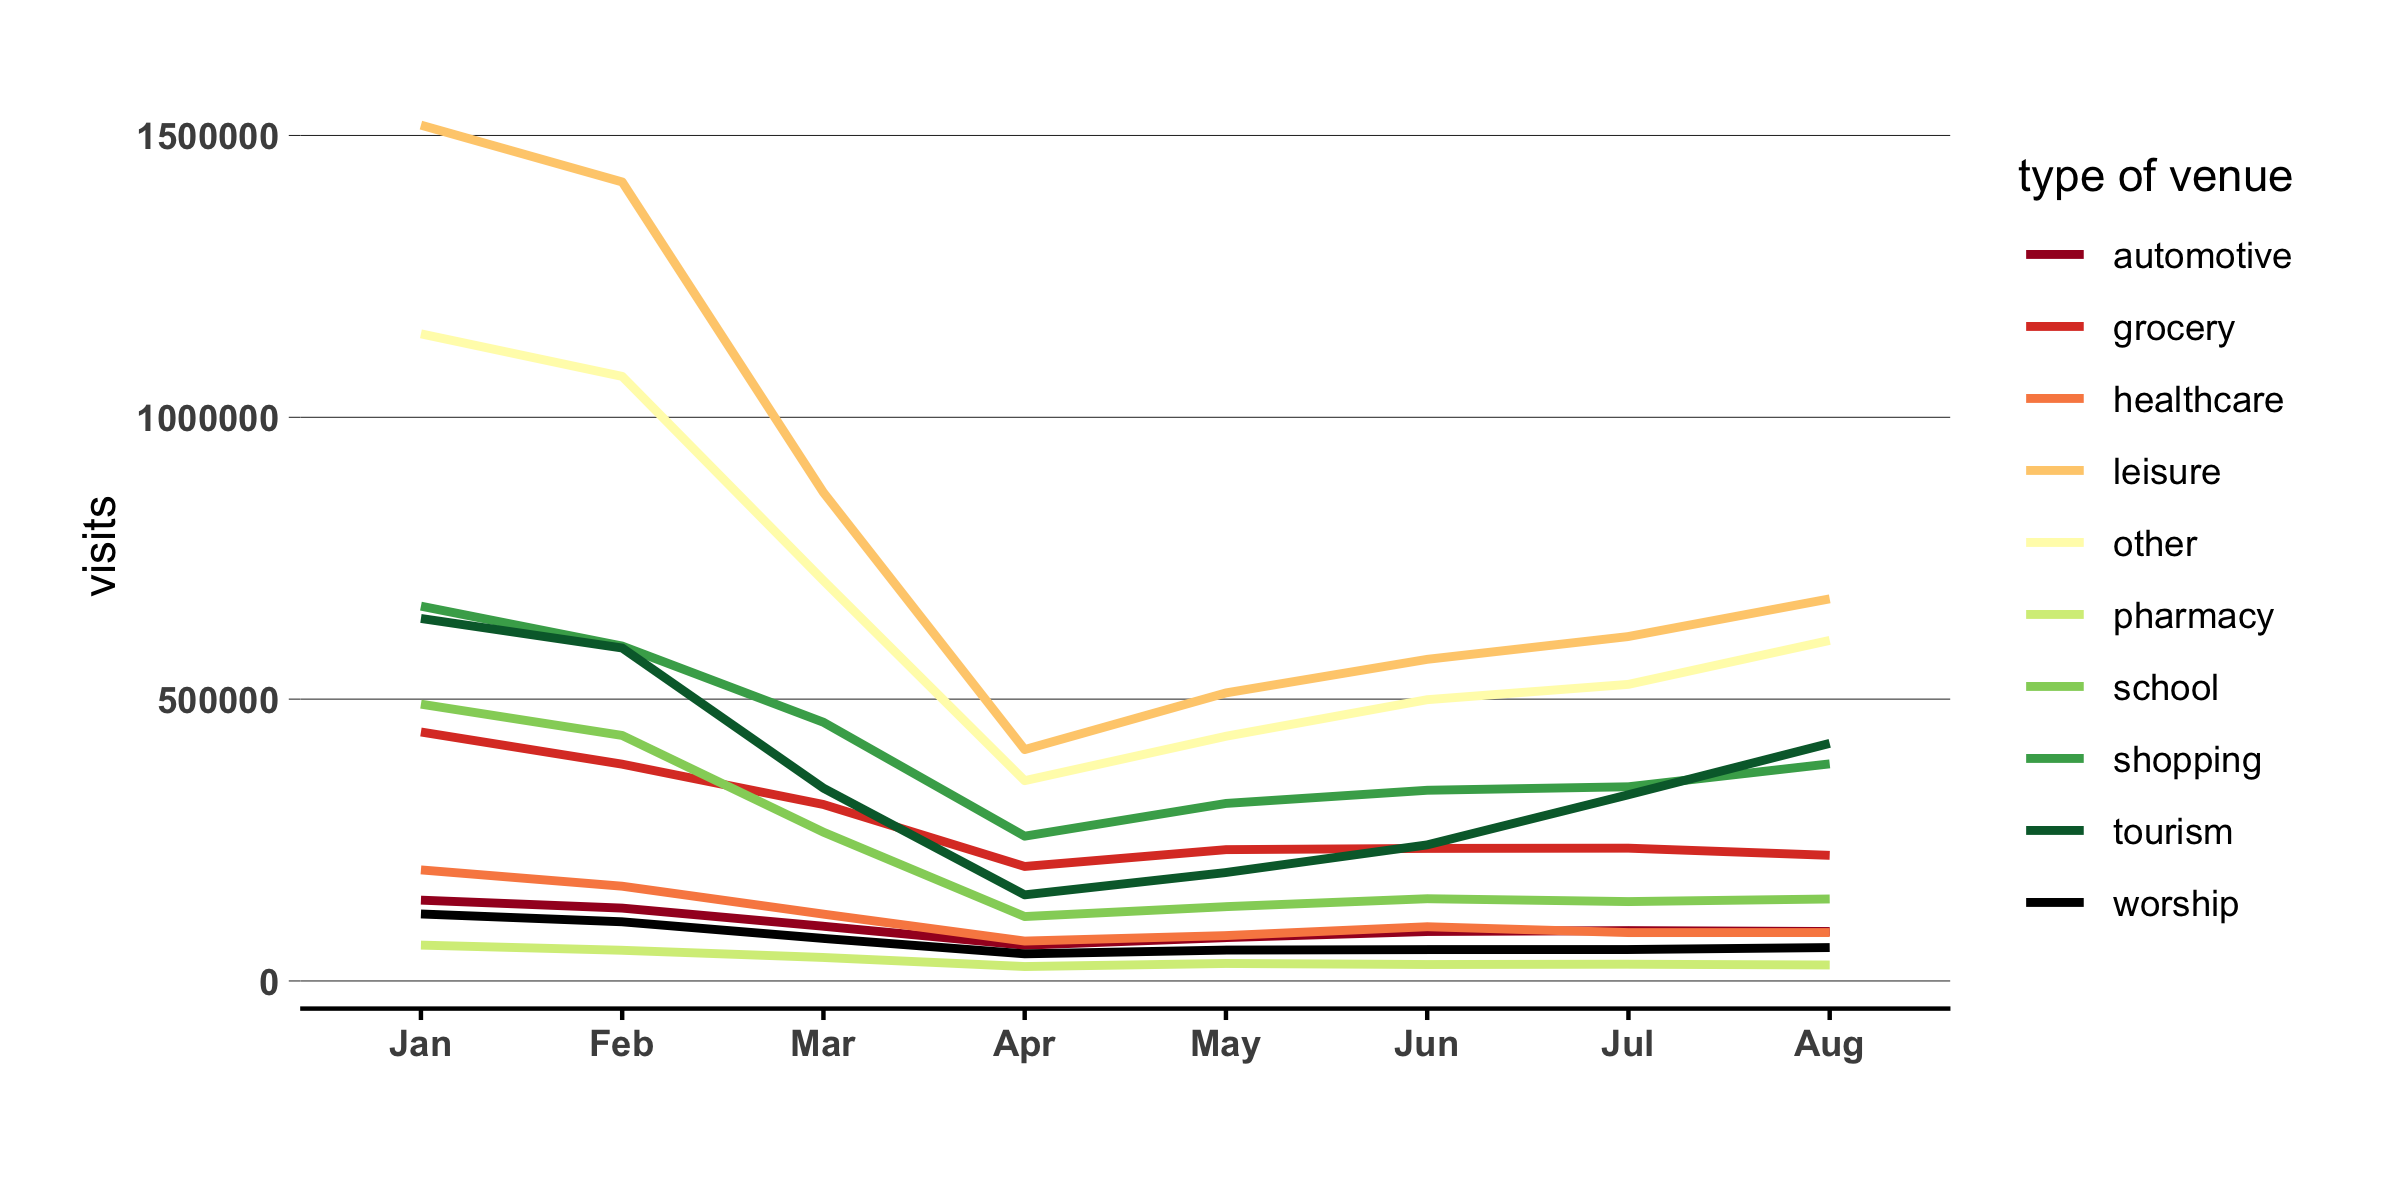 visits
1500000
1000000
500000
0
Jan Feb Mar Apr May Jun Jul Aug
type of venue
automotive
grocery
healthcare
leisure
other
pharmacy
school
shopping
tourism
worship